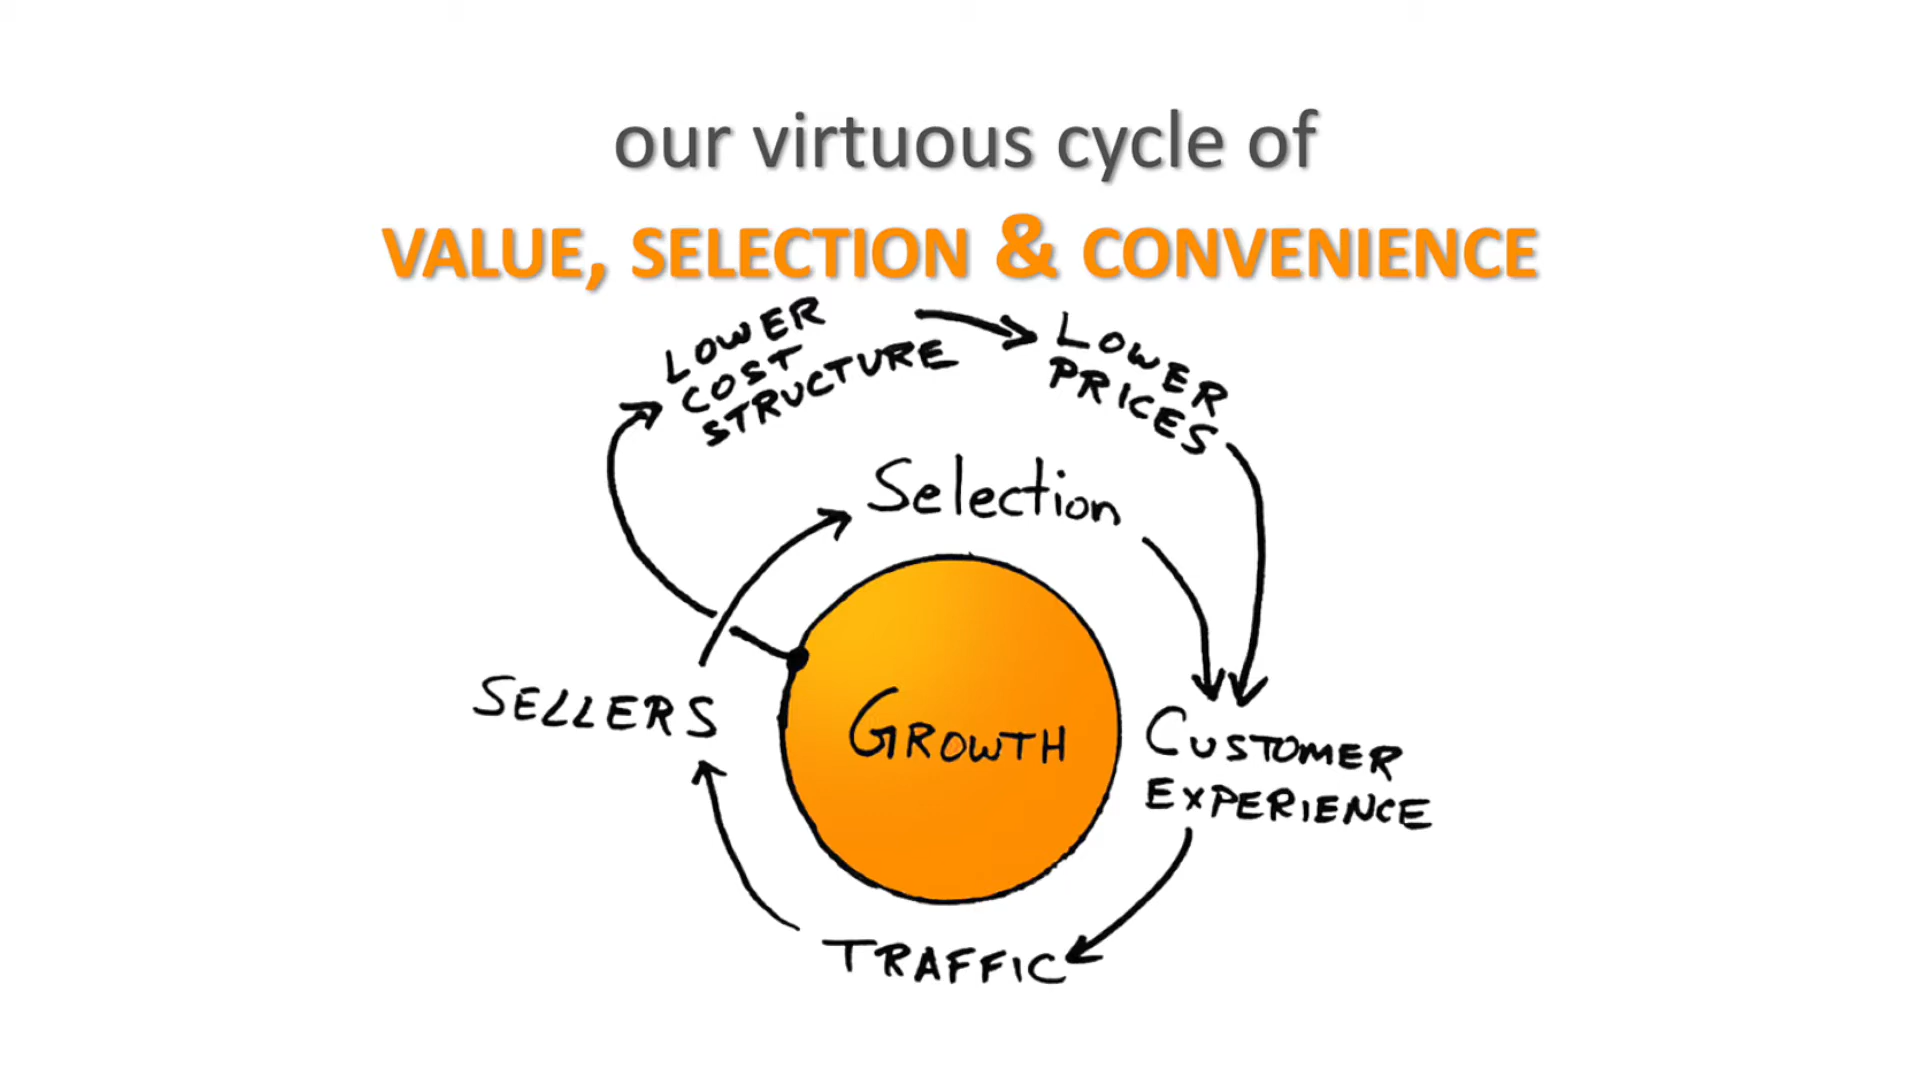 our virtuous cycle of
VALUE, SELECTION & CONVENIENCE
LOWER
COST
STRUCTURE
LOWER
PRICES
Selection
SELLERS
GROWTH
CUSTOMER
EXPERIENCE
TRAFFIC